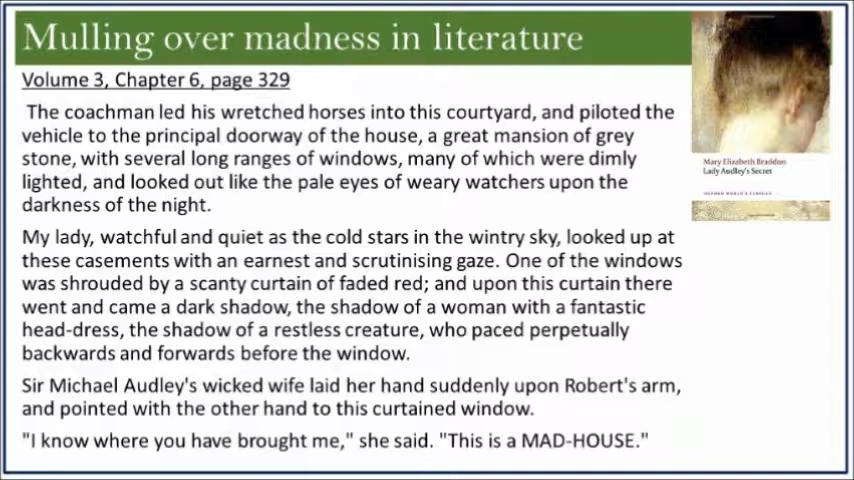 Mulling over madness in literature
Volume 3, Chapter 6, page 329
The coachman led his wretched horses into this courtyard, and piloted the
vehicle to the principal doorway of the house, a great mansion of grey
stone, with several long ranges of windows, many of which were dimly
lighted, and looked out like the pale eyes of weary watchers upon the
darkness of the night.
My lady, watchful and quiet as the cold stars in the wintry sky, looked up at
these casements with an earnest and scrutinising gaze. One of the windows
was shrouded by a scanty curtain of faded red; and upon this curtain there
went and came a dark shadow, the shadow of a woman with a fantastic
head-dress, the shadow of a restless creature, who paced perpetually
backwards and forwards before the window.
Sir Michael Audley's wicked wife laid her hand suddenly upon Robert's arm,
and pointed with the other hand to this curtained window.
"I know where you have brought me," she said. "This is a MAD-HOUSE."
Mary Elizabeth Braddon
Lady Audley's Secret
OXFORD WORLD'S CLASSICS